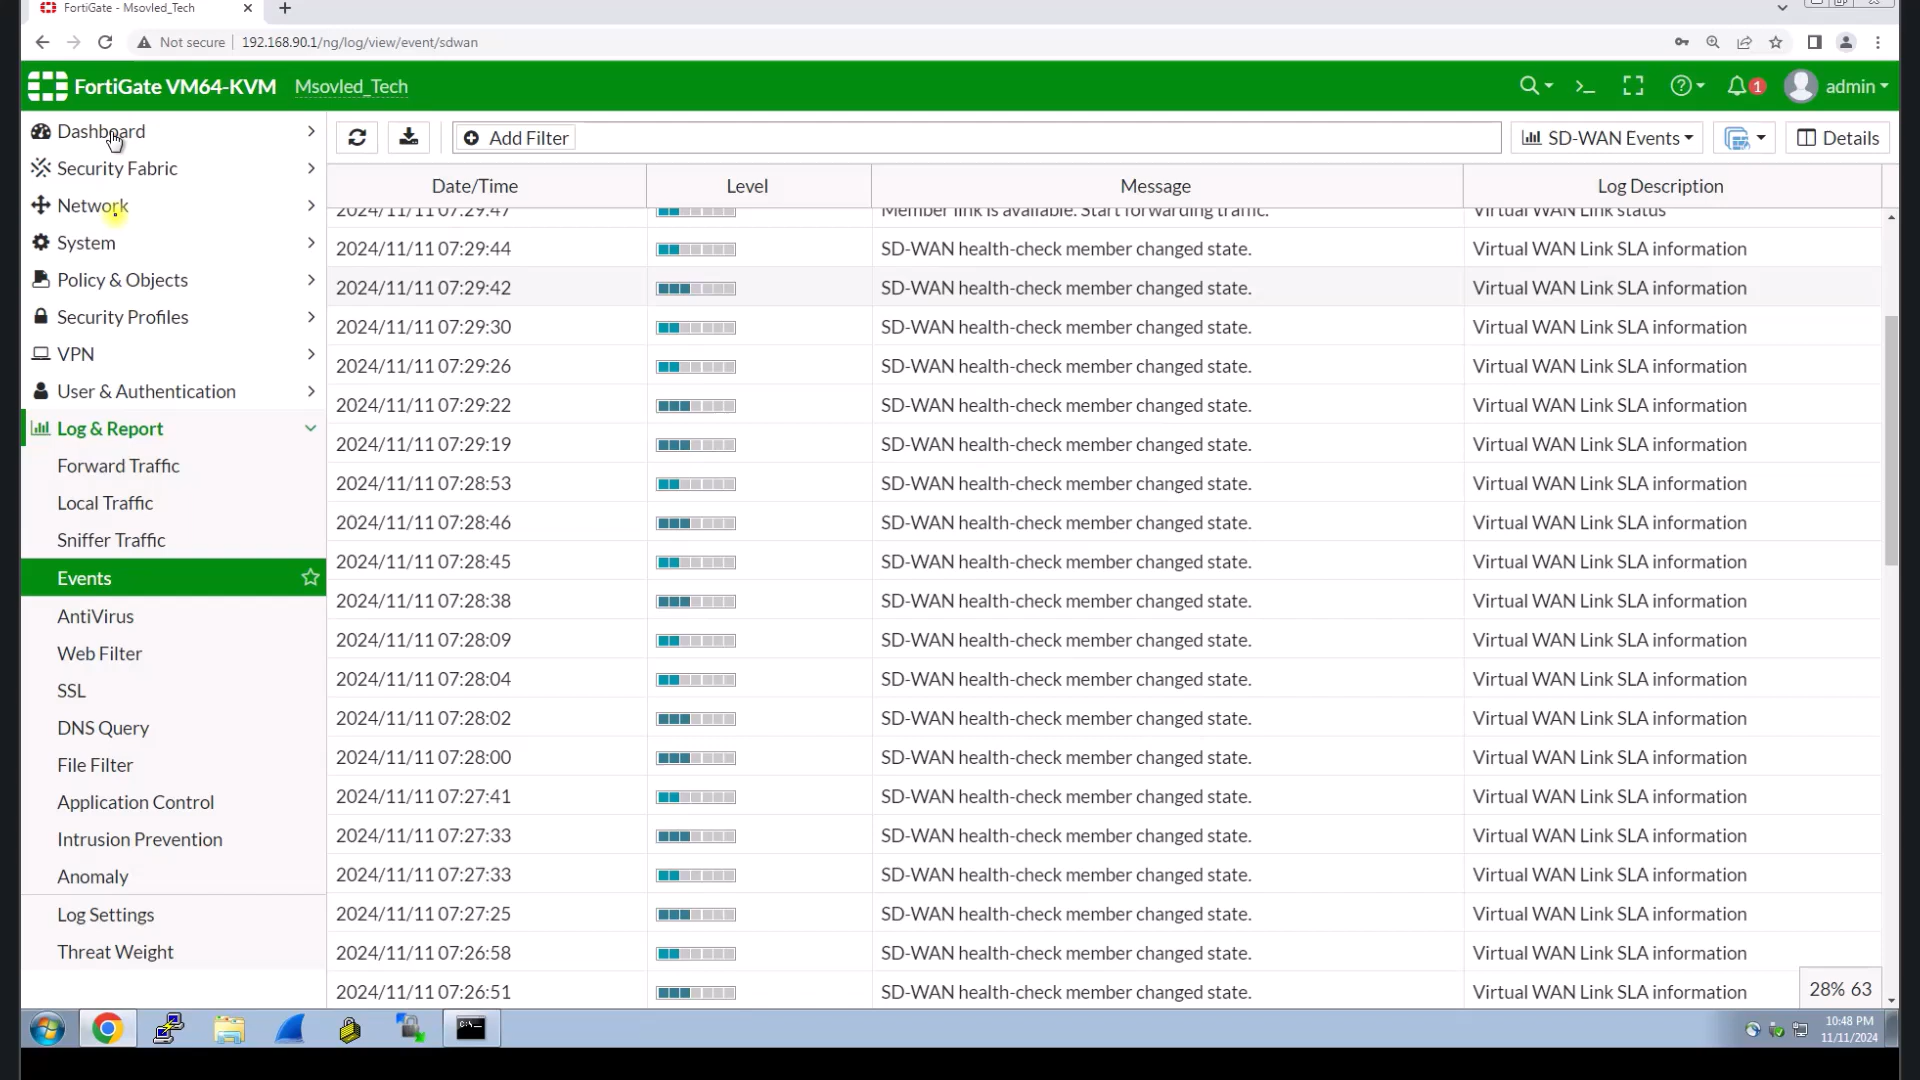 FortiGate - Msovled_Tech
Not secure 192.168.90.1/ng/log/view/event/sdwan
FortiGate VM64-KVM Msovled_Tech
1 admin
Dashboard
Security Fabric
Network
System
Policy & Objects
Security Profiles
VPN
User & Authentication
Log & Report
Forward Traffic
Local Traffic
Sniffer Traffic
Events
AntiVirus
Web Filter
SSL
DNS Query
File Filter
Application Control
Intrusion Prevention
Anomaly
Log Settings
Threat Weight
Add Filter SD-WAN Events Details
Date/Time Level Message Log Description
2024/11/11 07:29:47 Member link is available. Start forwarding traffic. Virtual WAN Link status
2024/11/11 07:29:44 SD-WAN health-check member changed state. Virtual WAN Link SLA information
2024/11/11 07:29:42 SD-WAN health-check member changed state. Virtual WAN Link SLA information
2024/11/11 07:29:30 SD-WAN health-check member changed state. Virtual WAN Link SLA information
2024/11/11 07:29:26 SD-WAN health-check member changed state. Virtual WAN Link SLA information
2024/11/11 07:29:22 SD-WAN health-check member changed state. Virtual WAN Link SLA information
2024/11/11 07:29:19 SD-WAN health-check member changed state. Virtual WAN Link SLA information
2024/11/11 07:28:53 SD-WAN health-check member changed state. Virtual WAN Link SLA information
2024/11/11 07:28:46 SD-WAN health-check member changed state. Virtual WAN Link SLA information
2024/11/11 07:28:45 SD-WAN health-check member changed state. Virtual WAN Link SLA information
2024/11/11 07:28:38 SD-WAN health-check member changed state. Virtual WAN Link SLA information
2024/11/11 07:28:09 SD-WAN health-check member changed state. Virtual WAN Link SLA information
2024/11/11 07:28:04 SD-WAN health-check member changed state. Virtual WAN Link SLA information
2024/11/11 07:28:02 SD-WAN health-check member changed state. Virtual WAN Link SLA information
2024/11/11 07:28:00 SD-WAN health-check member changed state. Virtual WAN Link SLA information
2024/11/11 07:27:41 SD-WAN health-check member changed state. Virtual WAN Link SLA information
2024/11/11 07:27:33 SD-WAN health-check member changed state. Virtual WAN Link SLA information
2024/11/11 07:27:33 SD-WAN health-check member changed state. Virtual WAN Link SLA information
2024/11/11 07:27:25 SD-WAN health-check member changed state. Virtual WAN Link SLA information
2024/11/11 07:26:58 SD-WAN health-check member changed state. Virtual WAN Link SLA information
2024/11/11 07:26:51 SD-WAN health-check member changed state. Virtual WAN Link SLA information
28% 63
10:48 PM
11/11/2024